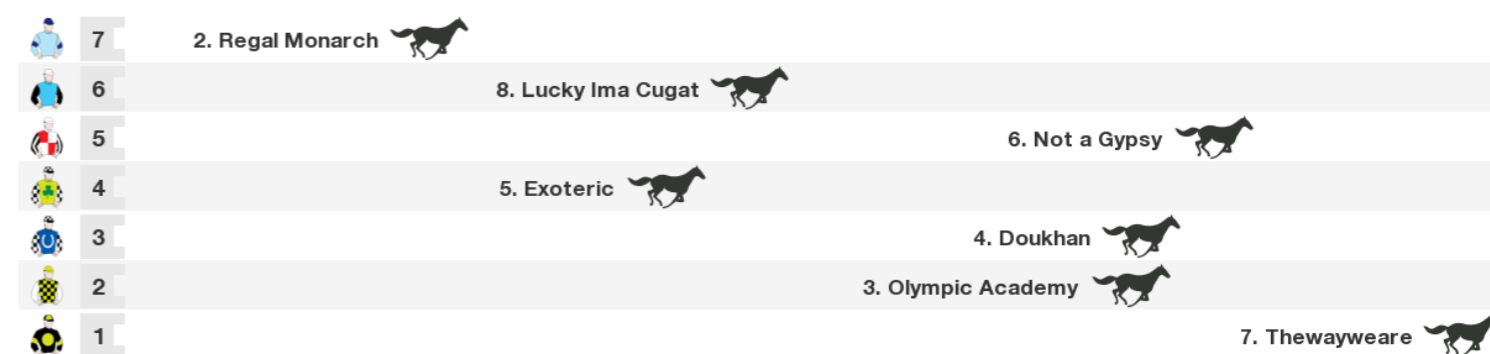 7 2. Regal Monarch
6 8. Lucky Ima Cugat
5 6. Not a Gypsy
4 5. Exoteric
3 4. Doukhan
2 3. Olympic Academy
1 7. Thewayweare